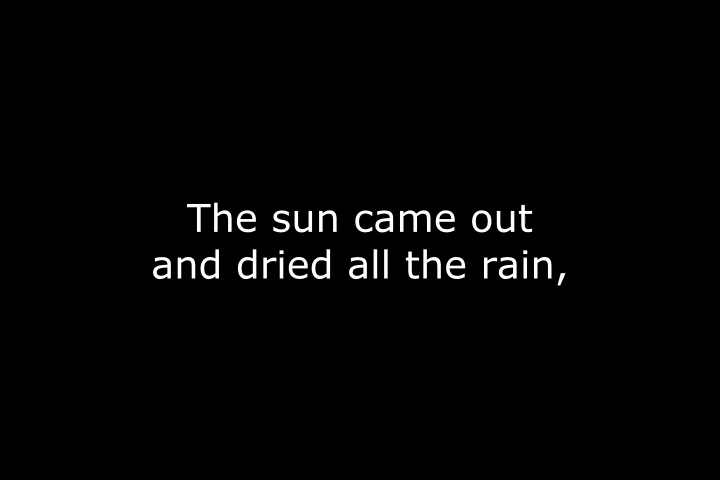 The sun came out
and dried all the rain,